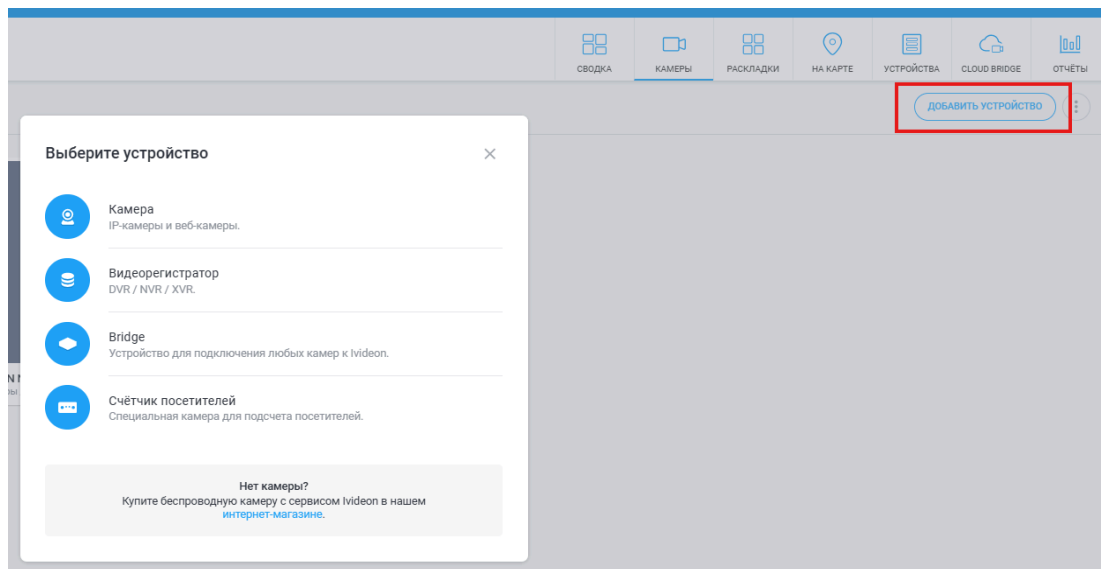 СВОДКА
КАМЕРЫ
РАСКЛАДКИ
НА КАРТЕ
УСТРОЙСТВА
CLOUD BRIDGE
ОТЧЁТЫ
ДОБАВИТЬ УСТРОЙСТВО
Выберите устройство
Камера
IP-камеры и веб-камеры.
Видеорегистратор
DVR / NVR / XVR.
Bridge
Устройство для подключения любых камер к Ivideon.
Счётчик посетителей
Специальная камера для подсчета посетителей.
Нет камеры?
Купите беспроводную камеру с сервисом Ivideon в нашем
интернет-магазине.